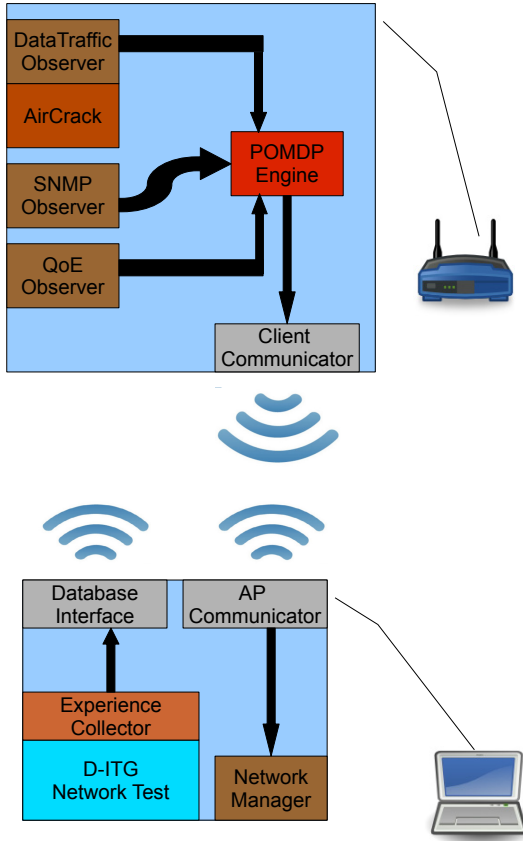 DataTraffic
Observer
AirCrack
SNMP
Observer
QoE
Observer
POMDP
Engine
Client
Communicator
Database
Interface
AP
Communicator
Experience
Collector
D-ITG
Network Test
Network
Manager